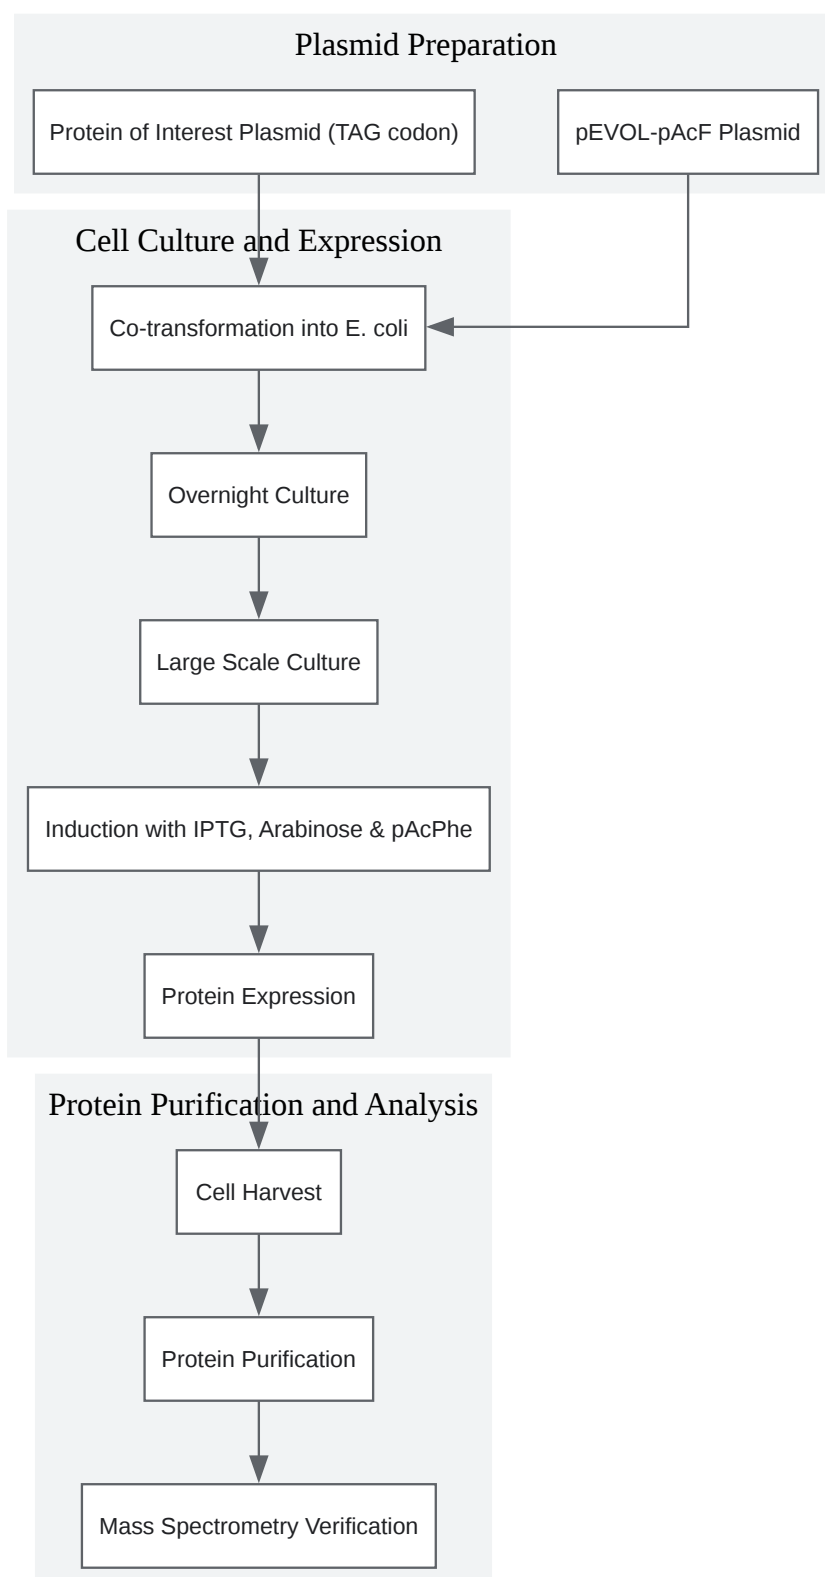 Plasmid Preparation
Protein of Interest Plasmid (TAG codon)
pEVOL-pAcF Plasmid
Cell Culture and Expression
Co-transformation into E. coli
Overnight Culture
Large Scale Culture
Induction with IPTG, Arabinose & pAcPhe
Protein Expression
Protein Purification and Analysis
Cell Harvest
Protein Purification
Mass Spectrometry Verification